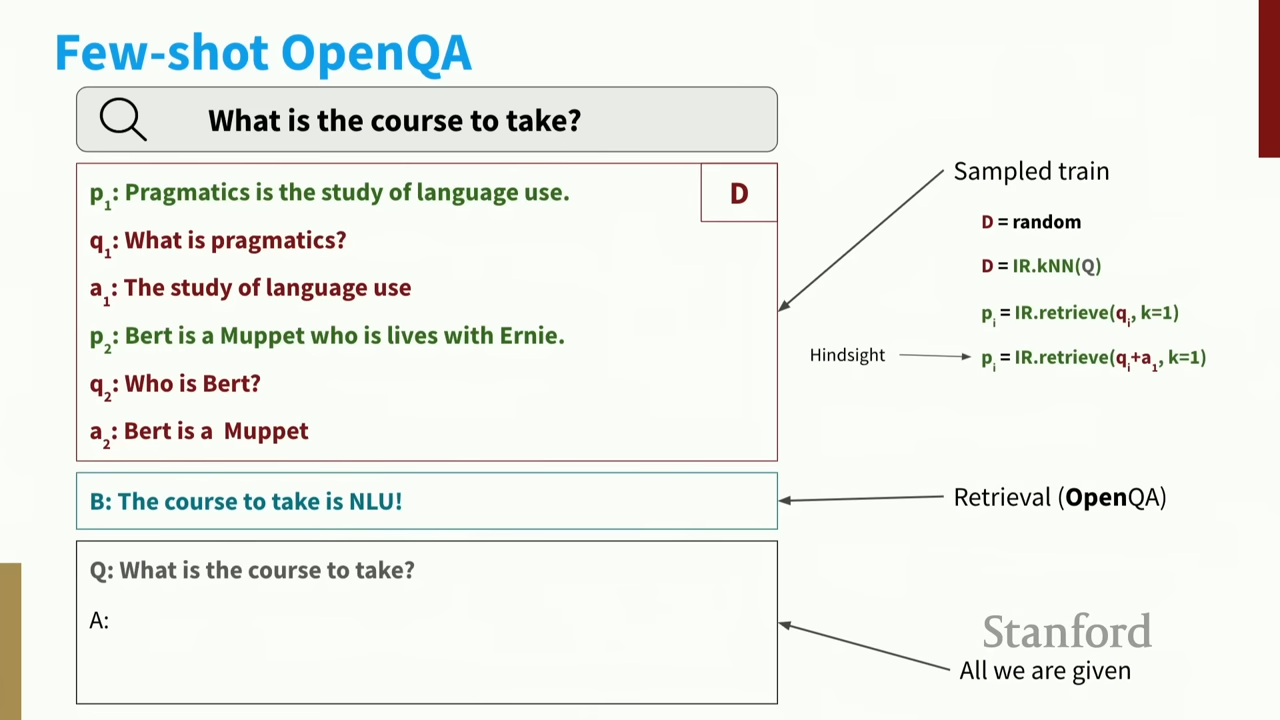 Few-shot OpenQA
What is the course to take?
p1: Pragmatics is the study of language use.
D
q1: What is pragmatics?
a1: The study of language use
p2: Bert is a Muppet who is lives with Ernie.
q2: Who is Bert?
a2: Bert is a Muppet
B: The course to take is NLU!
Q: What is the course to take?
A:
Sampled train
D = random
D = IR.kNN(Q)
pi = IR.retrieve(qi, k=1)
Hindsight
pi = IR.retrieve(qi+a1, k=1)
Retrieval (OpenQA)
Stanford
All we are given